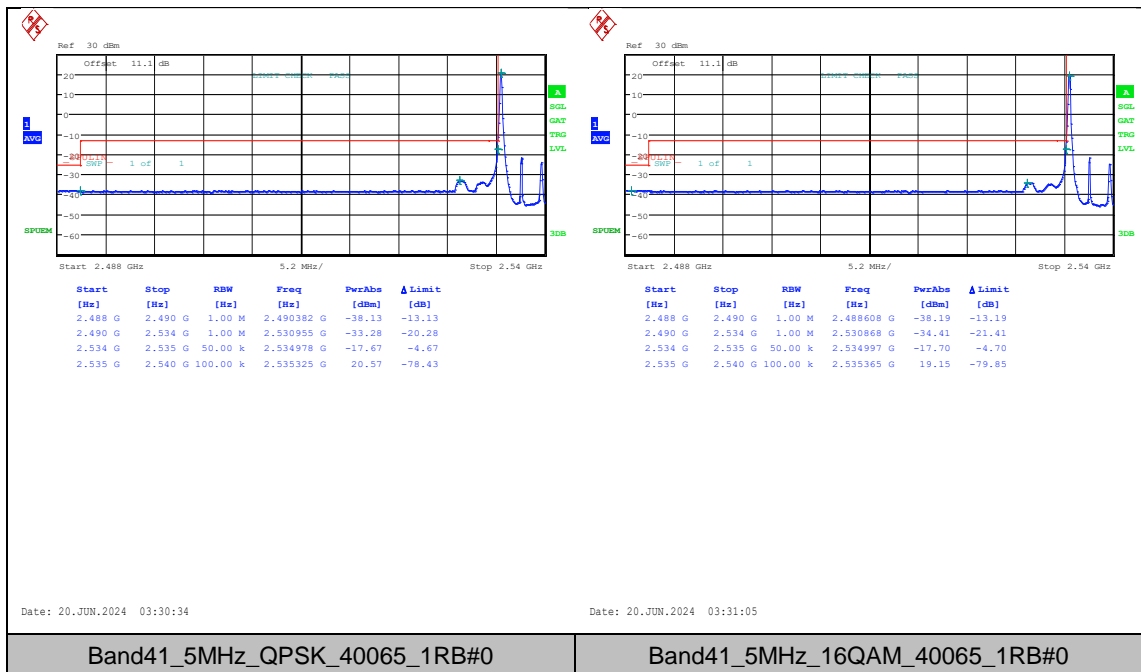 Ref 30 dBm
Offset 11.1 dB
LIMIT CHECK PASS
20
10
0
-10
-20
SWP 1 of 1
-30
-40
-50
-60
1
AVG
SPUEM
A
SGL
GAT
TRG
LVL
3DB
Start 2.488 GHz 5.2 MHz/ Stop 2.54 GHz
Start Stop RBW Freq PwrAbs Δ Limit
[Hz] [Hz] [Hz] [Hz] [dBm] [dB]
2.488 G 2.490 G 1.00 M 2.490382 G -38.13 -13.13
2.490 G 2.534 G 1.00 M 2.530955 G -33.28 -20.28
2.534 G 2.535 G 50.00 k 2.534978 G -17.67 -4.67
2.535 G 2.540 G 100.00 k 2.535325 G 20.57 -78.43
Date: 20.JUN.2024 03:30:34
Band41_5MHz_QPSK_40065_1RB#0
Ref 30 dBm
Offset 11.1 dB
LIMIT CHECK PASS
20
10
0
-10
-20
SWP 1 of 1
-30
-40
-50
-60
1
AVG
SPUEM
A
SGL
GAT
TRG
LVL
3DB
Start 2.488 GHz 5.2 MHz/ Stop 2.54 GHz
Start Stop RBW Freq PwrAbs Δ Limit
[Hz] [Hz] [Hz] [Hz] [dBm] [dB]
2.488 G 2.490 G 1.00 M 2.488608 G -38.19 -13.19
2.490 G 2.534 G 1.00 M 2.530868 G -34.41 -21.41
2.534 G 2.535 G 50.00 k 2.534997 G -17.70 -4.70
2.535 G 2.540 G 100.00 k 2.535365 G 19.15 -79.85
Date: 20.JUN.2024 03:31:05
Band41_5MHz_16QAM_40065_1RB#0